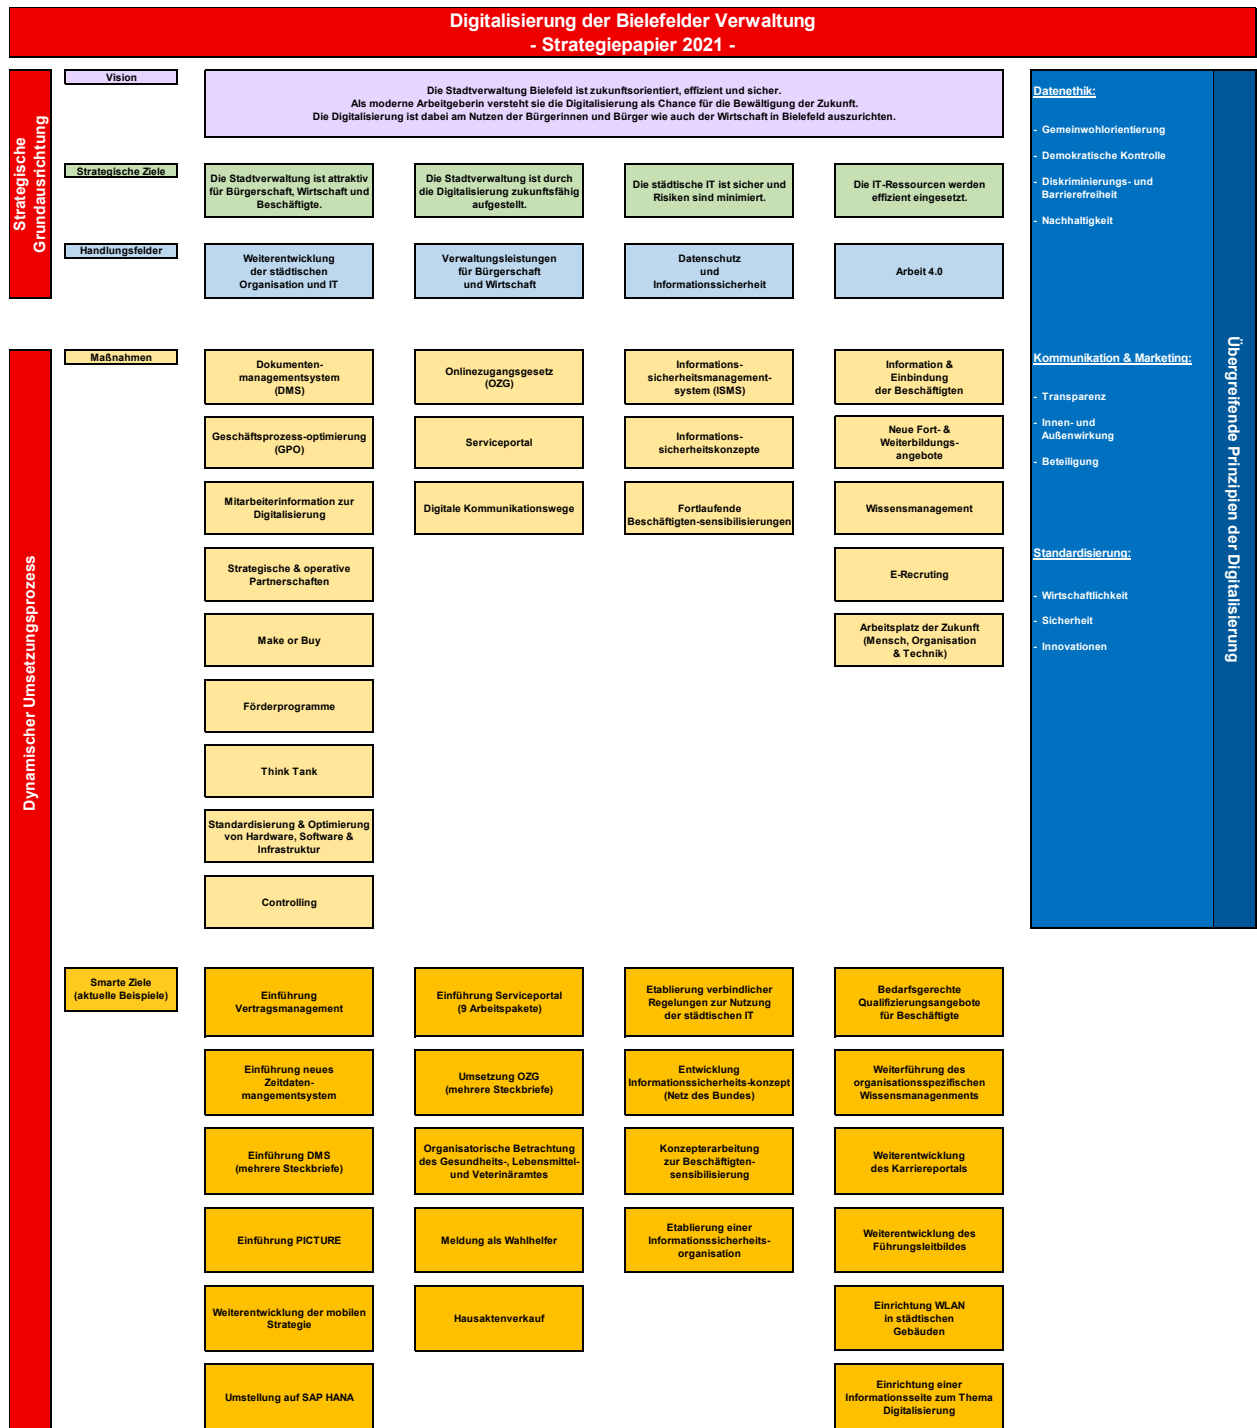 Digitalisierung der Bielefelder Verwaltung
- Strategiepapier 2021 -
Strategische
Grundausrichtung
Vision
Die Stadtverwaltung Bielefeld ist zukunftsorientiert, effizient und sicher.
Als moderne Arbeitgeberin versteht sie die Digitalisierung als Chance für die Bewältigung der Zukunft.
Die Digitalisierung ist dabei am Nutzen der Bürgerinnen und Bürger wie auch der Wirtschaft in Bielefeld auszurichten.
Strategische Ziele
Die Stadtverwaltung ist attraktiv
für Bürgerschaft, Wirtschaft und
Beschäftigte.
Die Stadtverwaltung ist durch
die Digitalisierung zukunftsfähig
aufgestellt.
Die städtische IT ist sicher und
Risiken sind minimiert.
Die IT-Ressourcen werden
effizient eingesetzt.
Handlungsfelder
Weiterentwicklung
der städtischen
Organisation und IT
Verwaltungsleistungen
für Bürgerschaft
und Wirtschaft
Datenschutz
und
Informationssicherheit
Arbeit 4.0
Datenethik:
- Gemeinwohlorientierung
- Demokratische Kontrolle
- Diskriminierungs- und
Barrierefreiheit
- Nachhaltigkeit
Kommunikation & Marketing:
- Transparenz
- Innen- und
Außenwirkung
- Beteiligung
Standardisierung:
- Wirtschaftlichkeit
- Sicherheit
- Innovationen
Übergreifende Prinzipien der Digitalisierung
Dynamischer Umsetzungsprozess
Maßnahmen
Dokumenten-
managementsystem
(DMS)
Onlinezugangsgesetz
(OZG)
Informations-
sicherheitsmanagement-
system (ISMS)
Information &
Einbindung
der Beschäftigten
Geschäftsprozess-optimierung
(GPO)
Serviceportal
Informations-
sicherheitskonzepte
Neue Fort- &
Weiterbildungs-
angebote
Mitarbeiterinformation zur
Digitalisierung
Digitale Kommunikationswege
Fortlaufende
Beschäftigten-sensibilisierungen
Wissensmanagement
Strategische & operative
Partnerschaften
E-Recruting
Make or Buy
Arbeitsplatz der Zukunft
(Mensch, Organisation
& Technik)
Förderprogramme
Think Tank
Standardisierung & Optimierung
von Hardware, Software &
Infrastruktur
Controlling
Smarte Ziele
(aktuelle Beispiele)
Einführung
Vertragsmanagement
Einführung Serviceportal
(9 Arbeitspakete)
Etablierung verbindlicher
Regelungen zur Nutzung
der städtischen IT
Bedarfsgerechte
Qualifizierungsangebote
für Beschäftigte
Einführung neues
Zeitdaten-
mangementsystem
Umsetzung OZG
(mehrere Steckbriefe)
Entwicklung
Informationssicherheits-konzept
(Netz des Bundes)
Weiterführung des
organisationsspezifischen
Wissensmanagenments
Einführung DMS
(mehrere Steckbriefe)
Organisatorische Betrachtung
des Gesundheits-, Lebensmittel-
und Veterinäramtes
Konzepterarbeitung
zur Beschäftigten-
sensibilisierung
Weiterentwicklung
des Karriereportals
Einführung PICTURE
Meldung als Wahlhelfer
Etablierung einer
Informationssicherheits-
organisation
Weiterentwicklung des
Führungsleitbildes
Weiterentwicklung der mobilen
Strategie
Hausaktenverkauf
Einrichtung WLAN
in städtischen
Gebäuden
Umstellung auf SAP HANA
Einrichtung einer
Informationsseite zum Thema
Digitalisierung